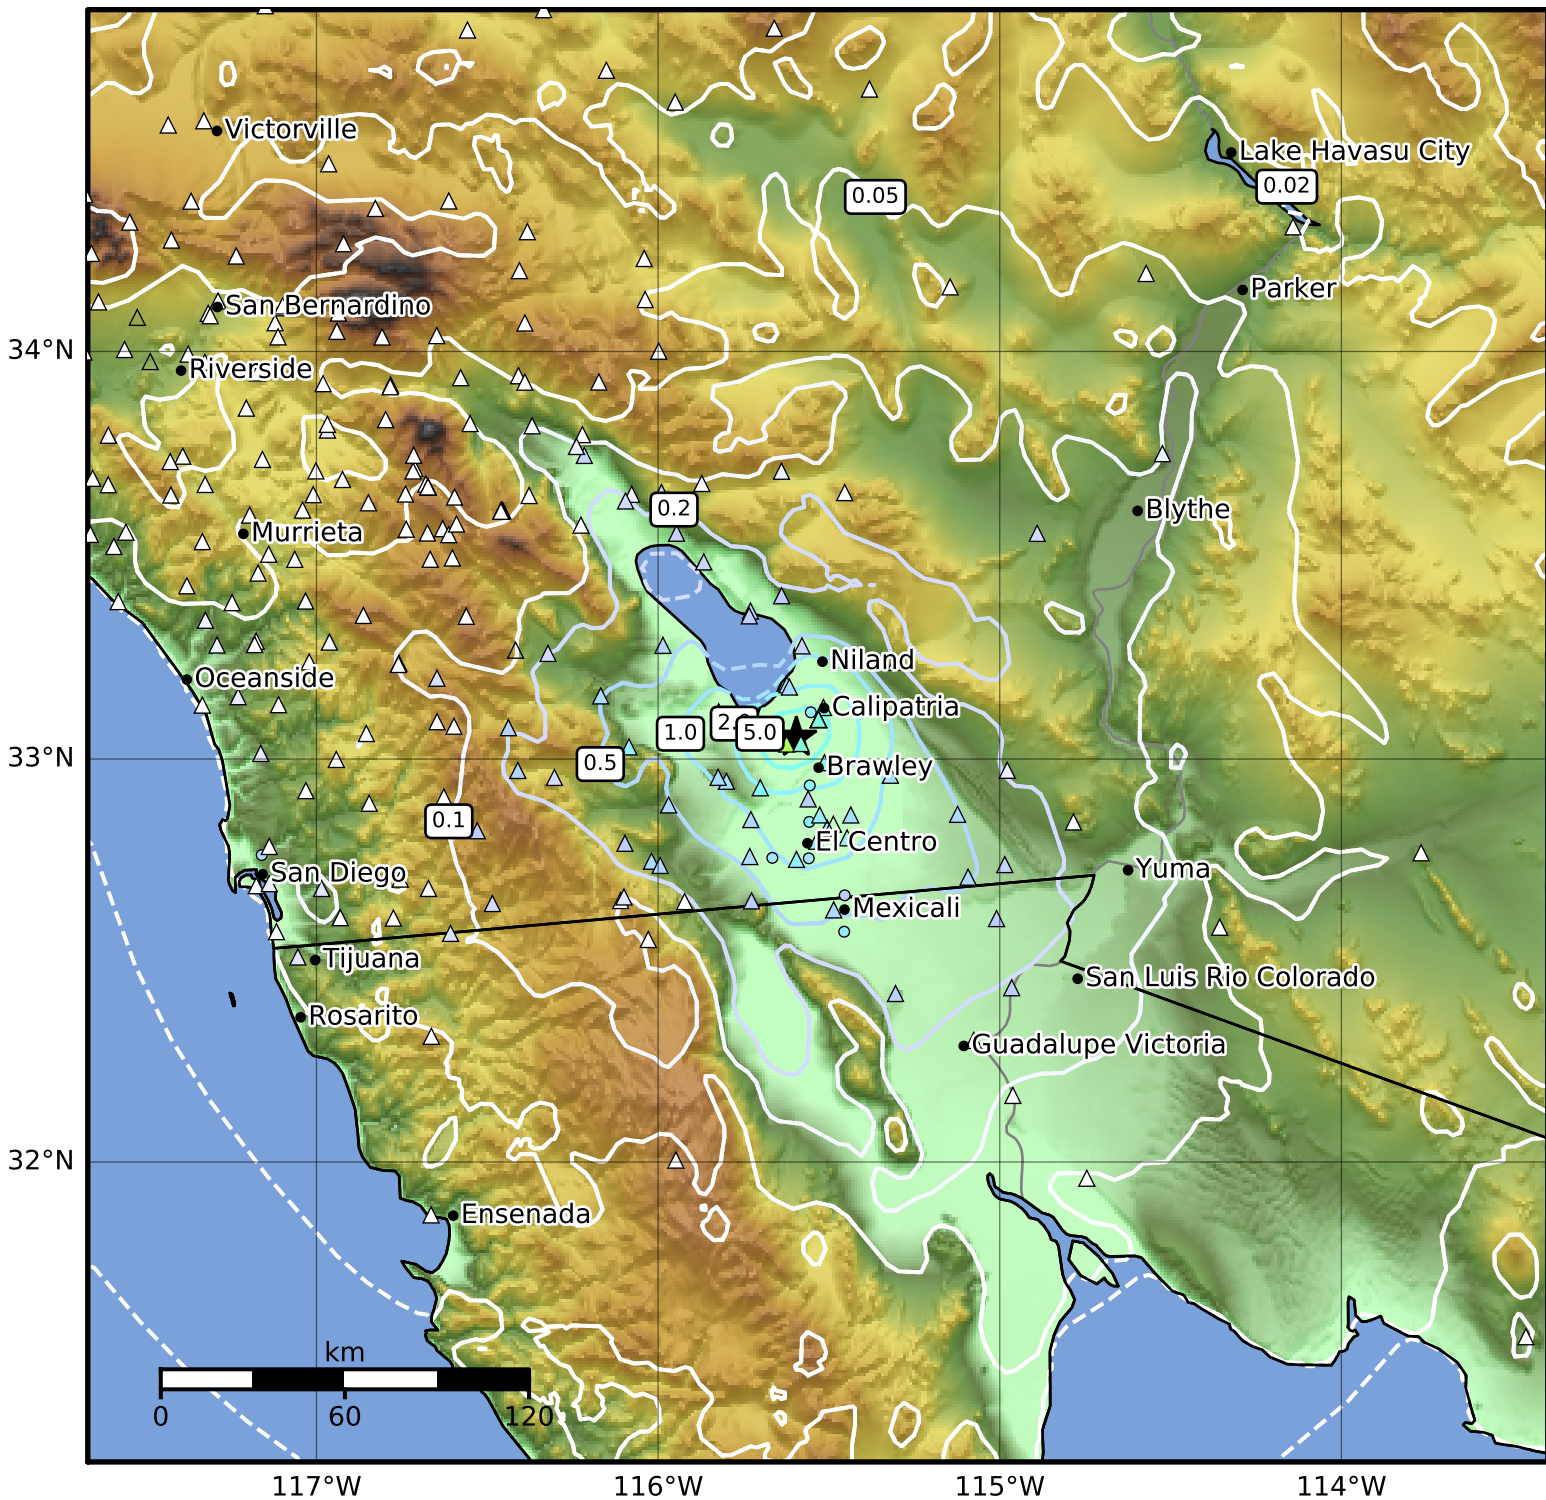 Victorville
Lake Havasu City
0.02
0.05
Parker
San Bernardino
34°N
Riverside
0.2
Blythe
Murrieta
Niland
Oceanside
Calipatria
1.0
5.0
0.5
33°N
Brawley
0.1
El Centro
San Diego
Yuma
Mexicali
Tijuana
San Luis Rio Colorado
Rosarito
Guadalupe Victoria
32°N
Ensenada
km
0 60 120
117°W 116°W 115°W 114°W